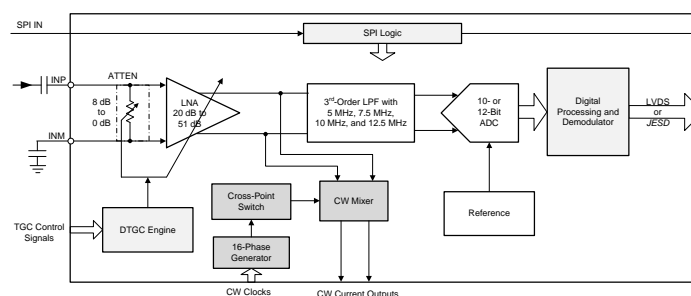 SPI IN
SPI Logic
INP
ATTEN
8 dB
to
0 dB
INM
LNA
20 dB to
51 dB
3rd-Order LPF with
5 MHz, 7.5 MHz,
10 MHz, and 12.5 MHz
10- or
12-Bit
ADC
Digital
Processing and
Demodulator
LVDS
or
JESD
Cross-Point
Switch
CW Mixer
Reference
TGC Control
Signals
DTGC Engine
16-Phase
Generator
CW Clocks
CW Current Outputs